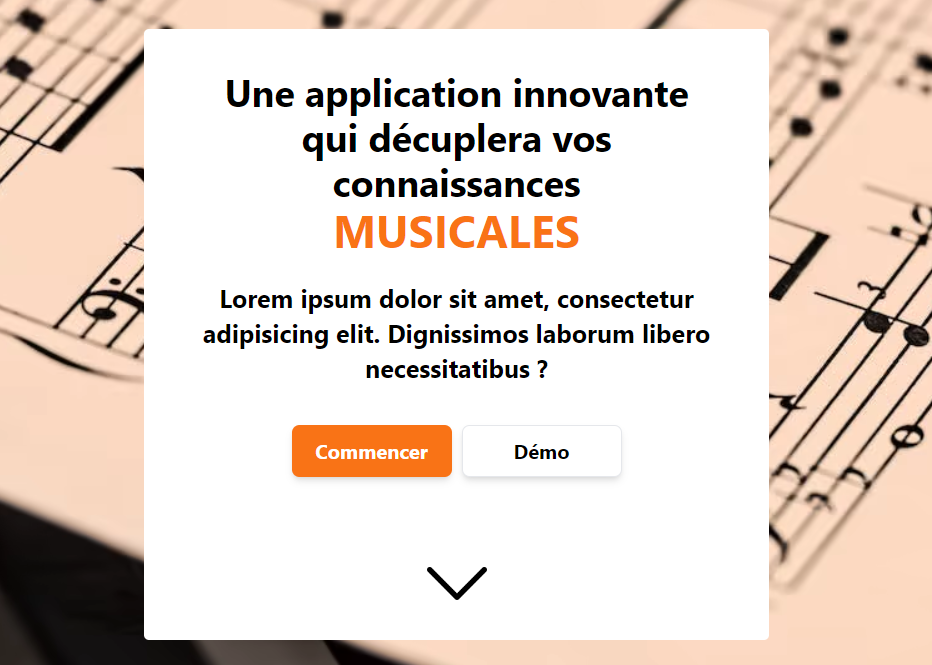 Une application innovante
qui décuplera vos
connaissances
MUSICALES
Lorem ipsum dolor sit amet, consectetur
adipisicing elit. Dignissimos laborum libero
necessitatibus ?
Commencer
Démo